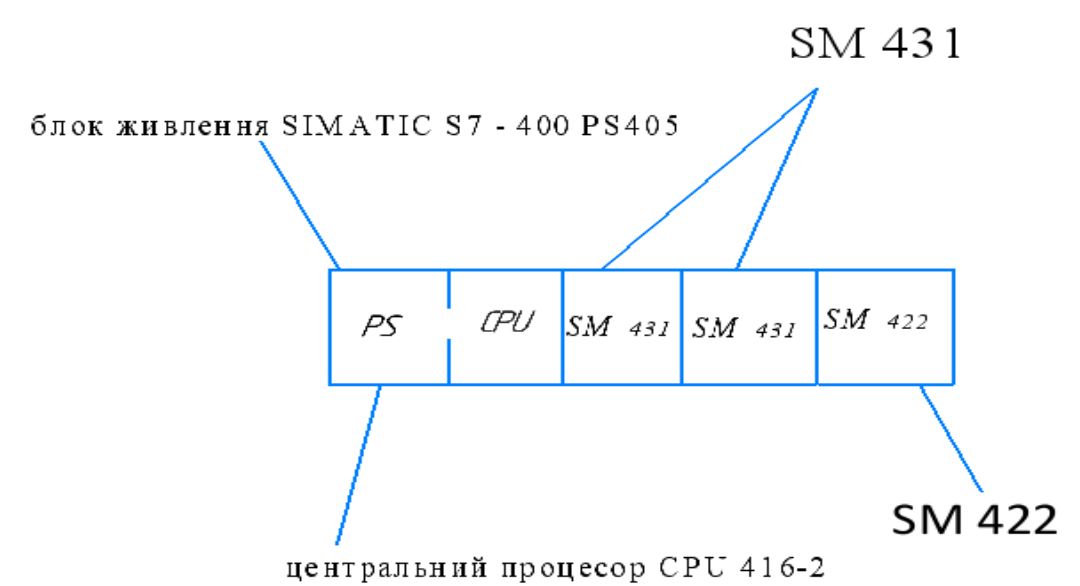 SM 431
блок живлення SIMATIC S7 - 400 PS405
PS CPU SM 431 SM 431 SM 422
SM 422
центральний процесор CPU 416-2